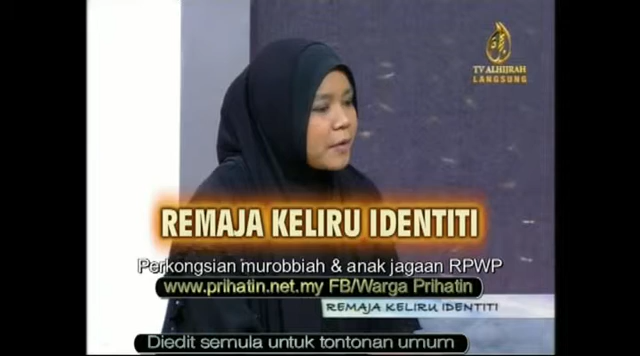 TV ALHIJRAH
LANGSUNG
REMAJA KELIRU IDENTITI
Perkongsian murobbiah & anak jagaan RPWP
www.prihatin.net.my FB/Warga Prihatin
REMAJA KELIRU IDENTITI
Diedit semula untuk tontonan umum